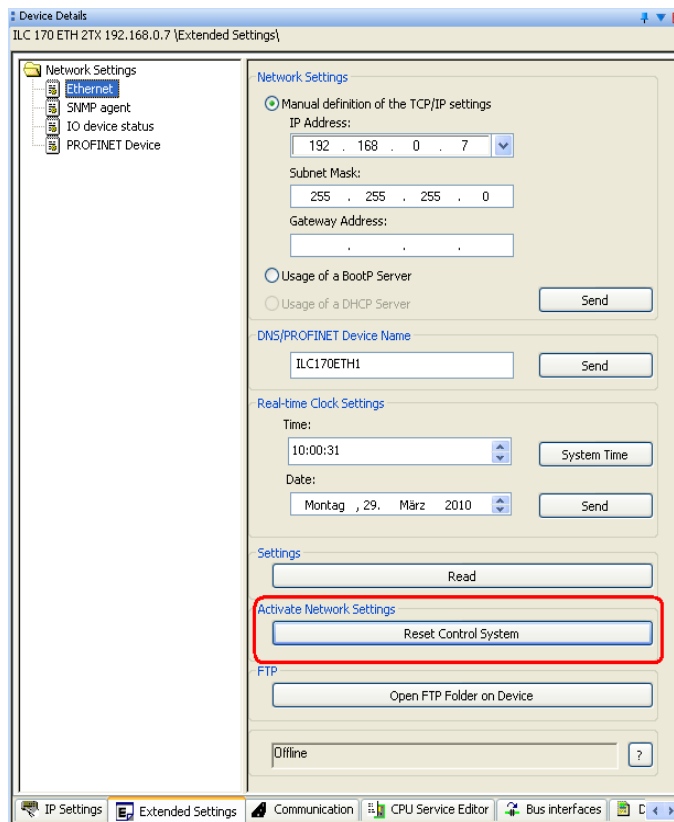 Device Details
ILC 170 ETH 2TX 192.168.0.7 \Extended Settings\
Network Settings
Ethernet
SNMP agent
IO device status
PROFINET Device
Network Settings
Manual definition of the TCP/IP settings
IP Address:
192 . 168 . 0 . 7
Subnet Mask:
255 . 255 . 255 . 0
Gateway Address:
. . .
Usage of a BootP Server
Usage of a DHCP Server
Send
DNS/PROFINET Device Name
ILC170ETH1
Send
Real-time Clock Settings
Time:
10:00:31
System Time
Date:
Montag , 29. März 2010
Send
Settings
Read
Activate Network Settings
Reset Control System
FTP
Open FTP Folder on Device
Offline
?
IP Settings
Extended Settings
Communication
CPU Service Editor
Bus interfaces